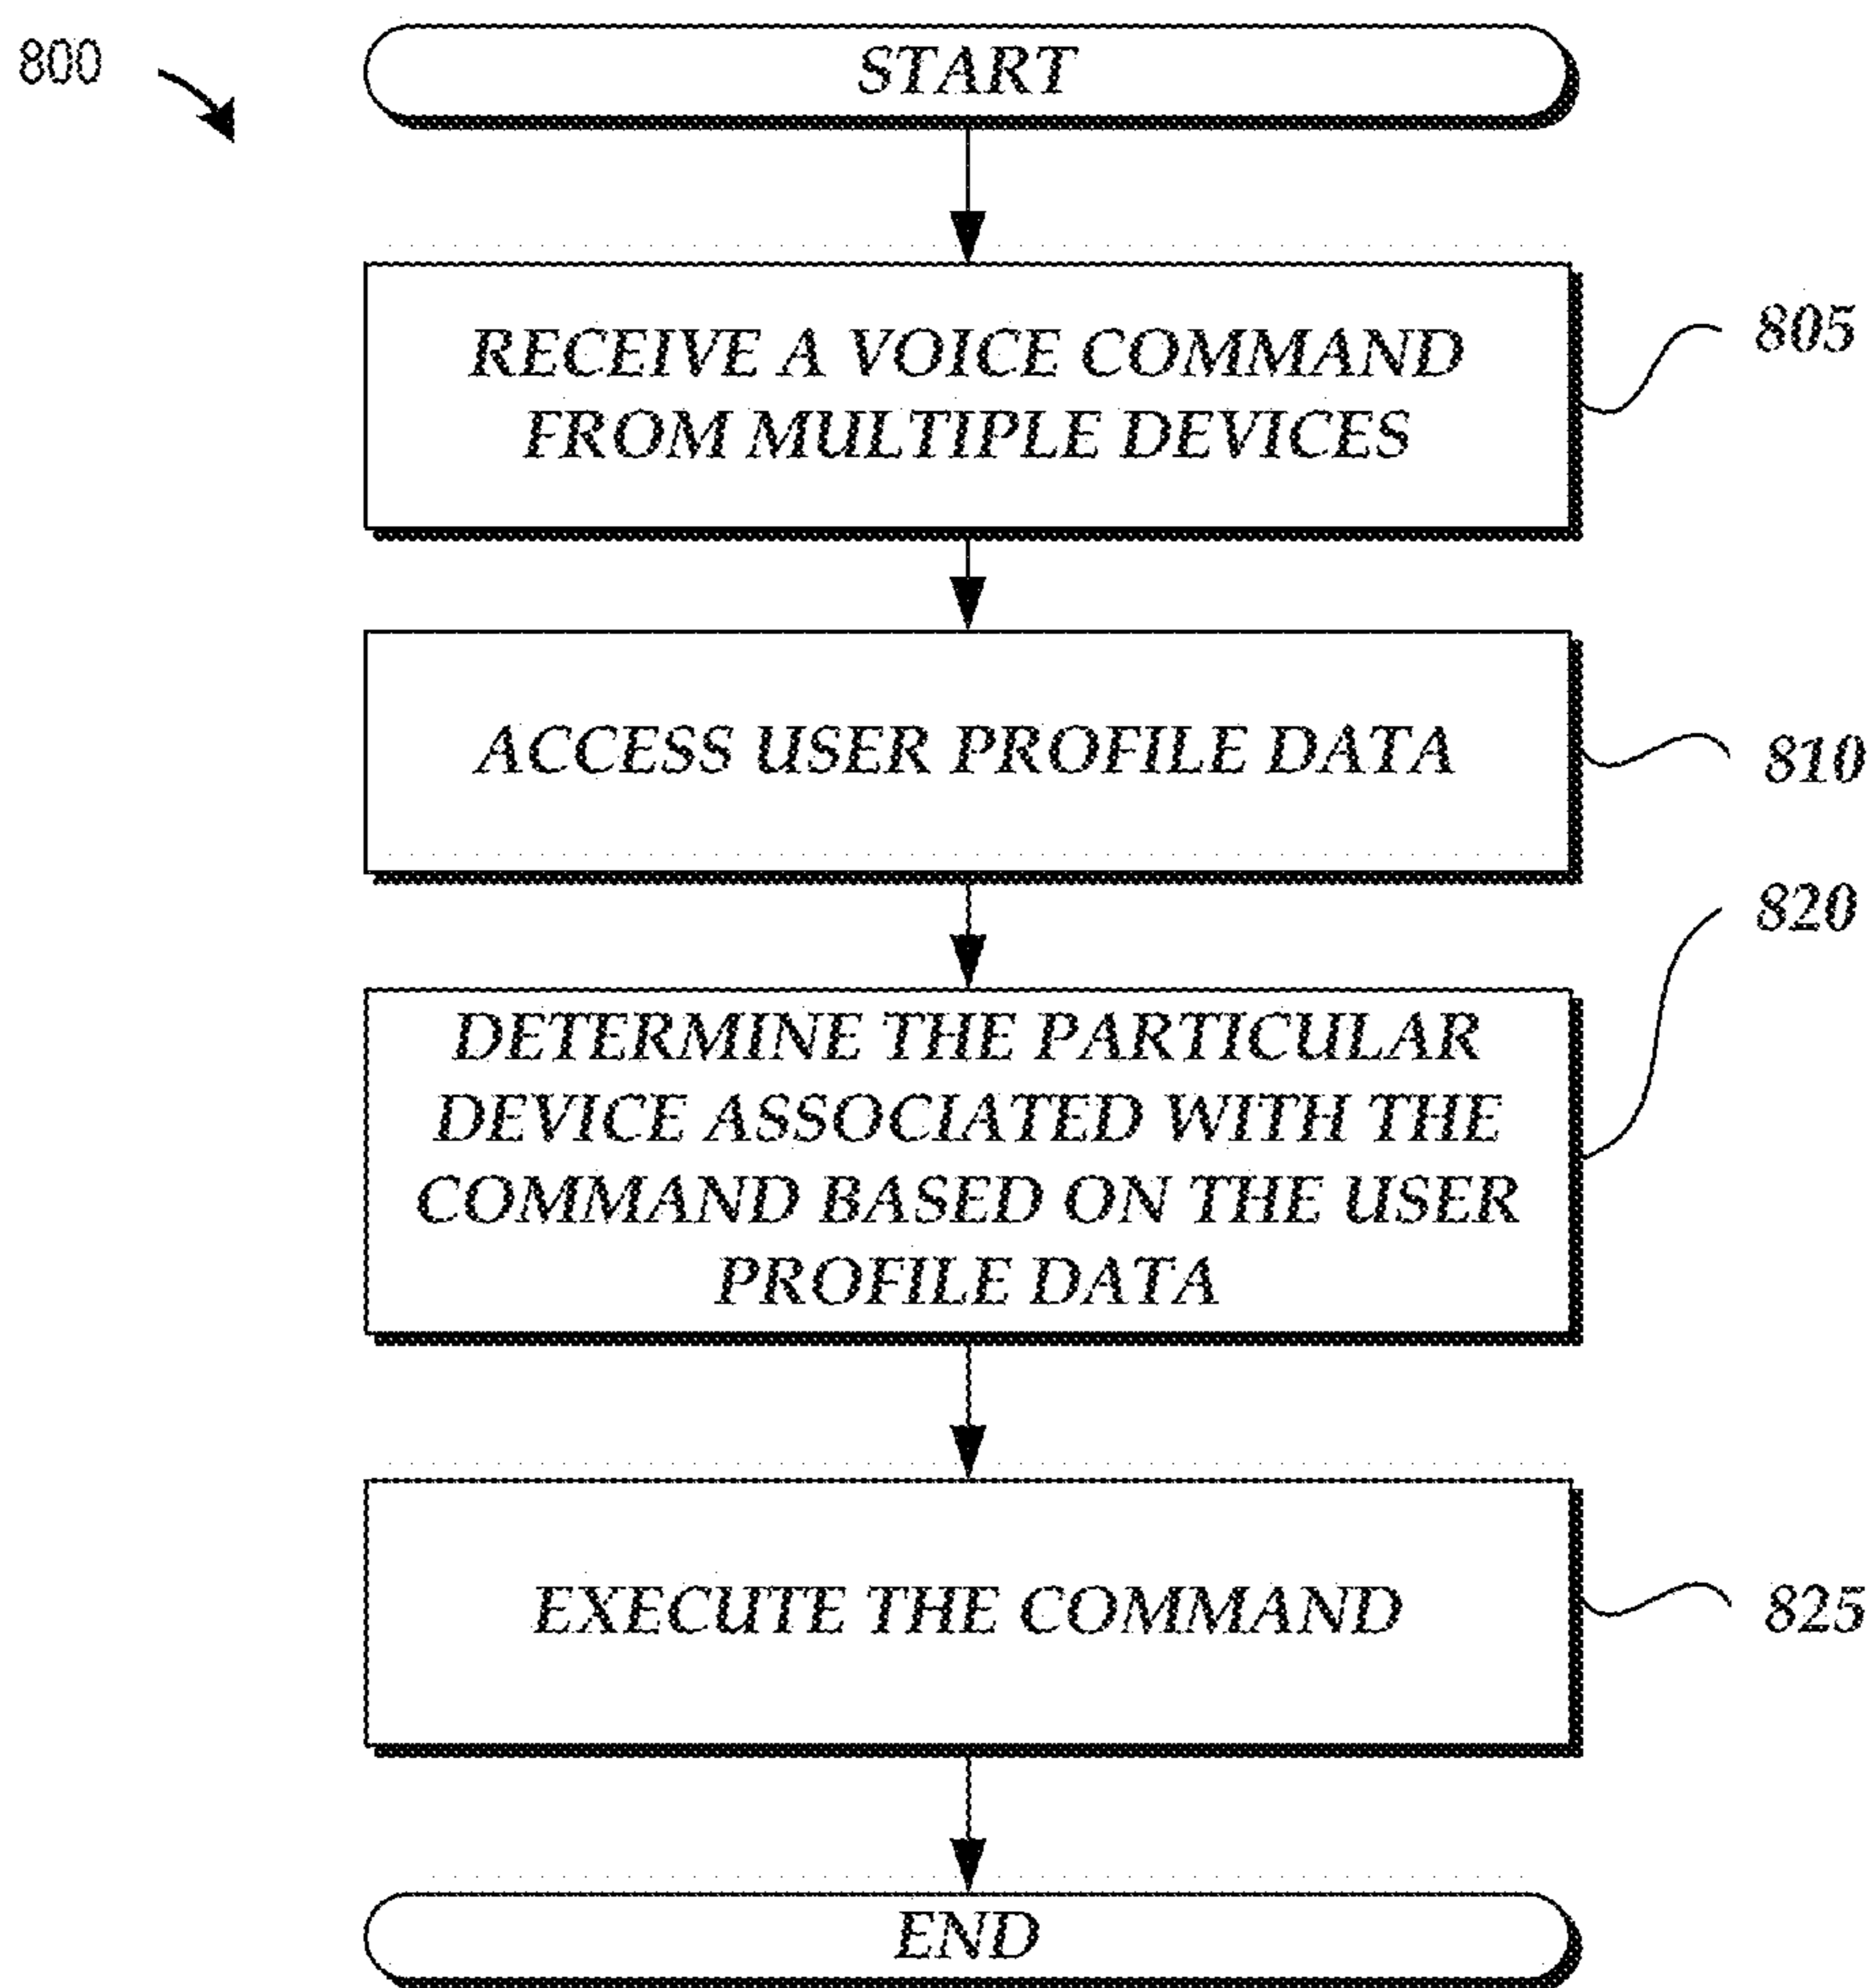 800
START
RECEIVE A VOICE COMMAND
FROM MULTIPLE DEVICES
805
ACCESS USER PROFILE DATA
810
820
DETERMINE THE PARTICULAR
DEVICE ASSOCIATED WITH THE
COMMAND BASED ON THE USER
PROFILE DATA
EXECUTE THE COMMAND
825
END